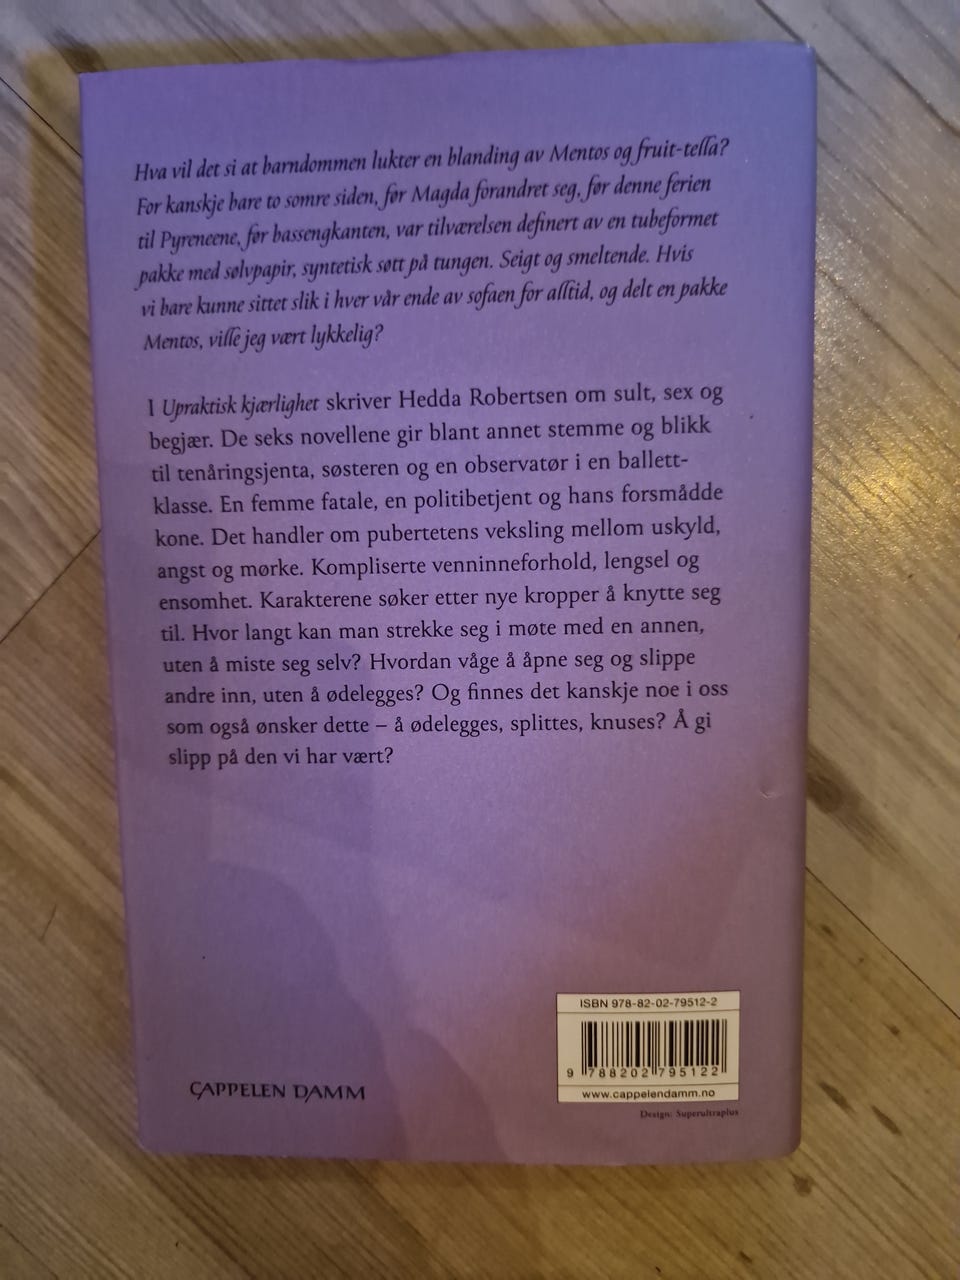 Hva vil det si at barndommen lukter en blanding av Mentos og fruit-tella?
For kanskje bare to somre siden, før Magda forandret seg, før denne ferien
til Pyreneene, før bassengkanten, var tilværelsen definert av en tubeformet
pakke med sølvpapir, syntetisk søtt på tungen. Seigt og smeltende. Hvis
vi bare kunne sittet slik i hver vår ende av sofaen for alltid, og delt en pakke
Mentos, ville jeg vært lykkelig?
I Upraktisk kjærlighet skriver Hedda Robertsen om sult, sex og
begjær. De seks novellene gir blant annet stemme og blikk
til tenåringsjenta, søsteren og en observatør i en ballett-
klasse. En femme fatale, en politibetjent og hans forsmådde
kone. Det handler om pubertetens veksling mellom uskyld,
angst og mørke. Kompliserte venninneforhold, lengsel og
ensomhet. Karakterene søker etter nye kropper å knytte seg
til. Hvor langt kan man strekke seg i møte med en annen,
uten å miste seg selv? Hvordan våge å åpne seg og slippe
andre inn, uten å ødelegges? Og finnes det kanskje noe i oss
som også ønsker dette – å ødelegges, splittes, knuses? Å gi
slipp på den vi har vært?
ISBN 978-82-02-79512-2
9 788202 795122
www.cappelendamm.no
CAPPELEN DAMM
Design: Superultraplus